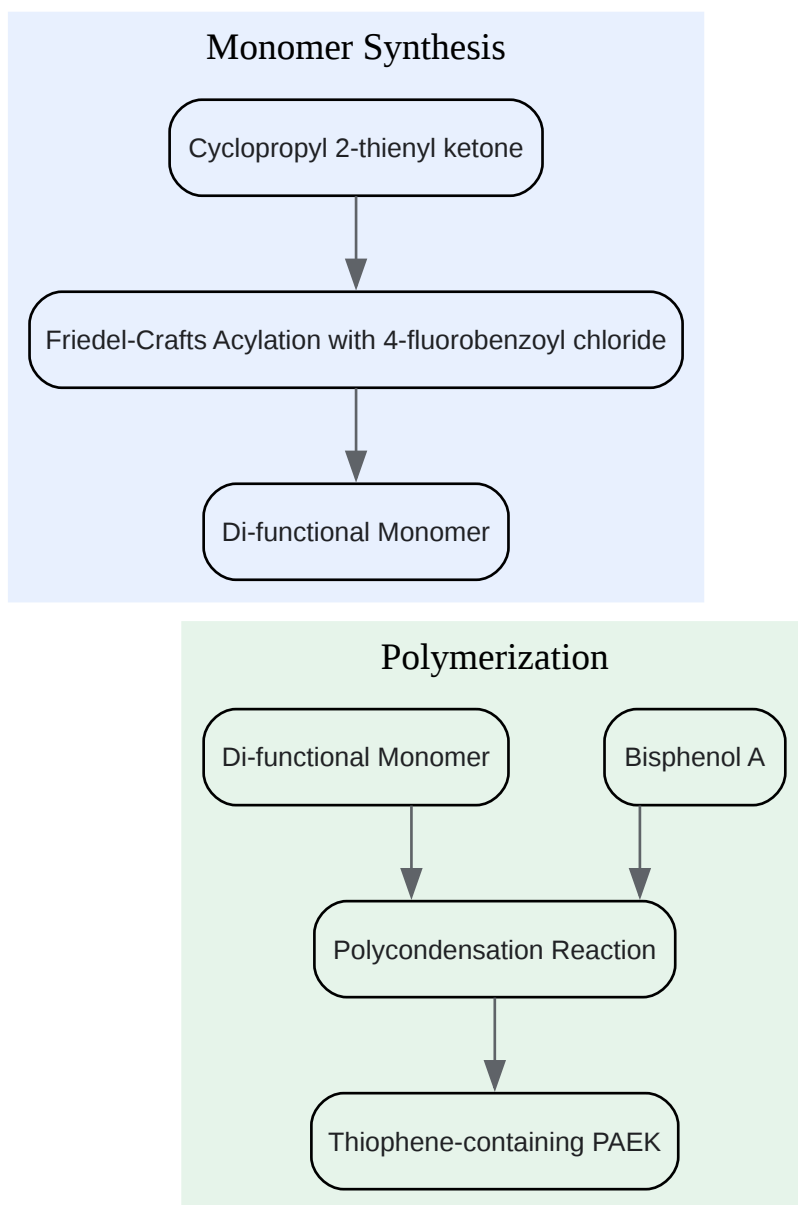 Monomer Synthesis
Cyclopropyl 2-thienyl ketone
Friedel-Crafts Acylation with 4-fluorobenzoyl chloride
Di-functional Monomer
Polymerization
Di-functional Monomer
Bisphenol A
Polycondensation Reaction
Thiophene-containing PAEK